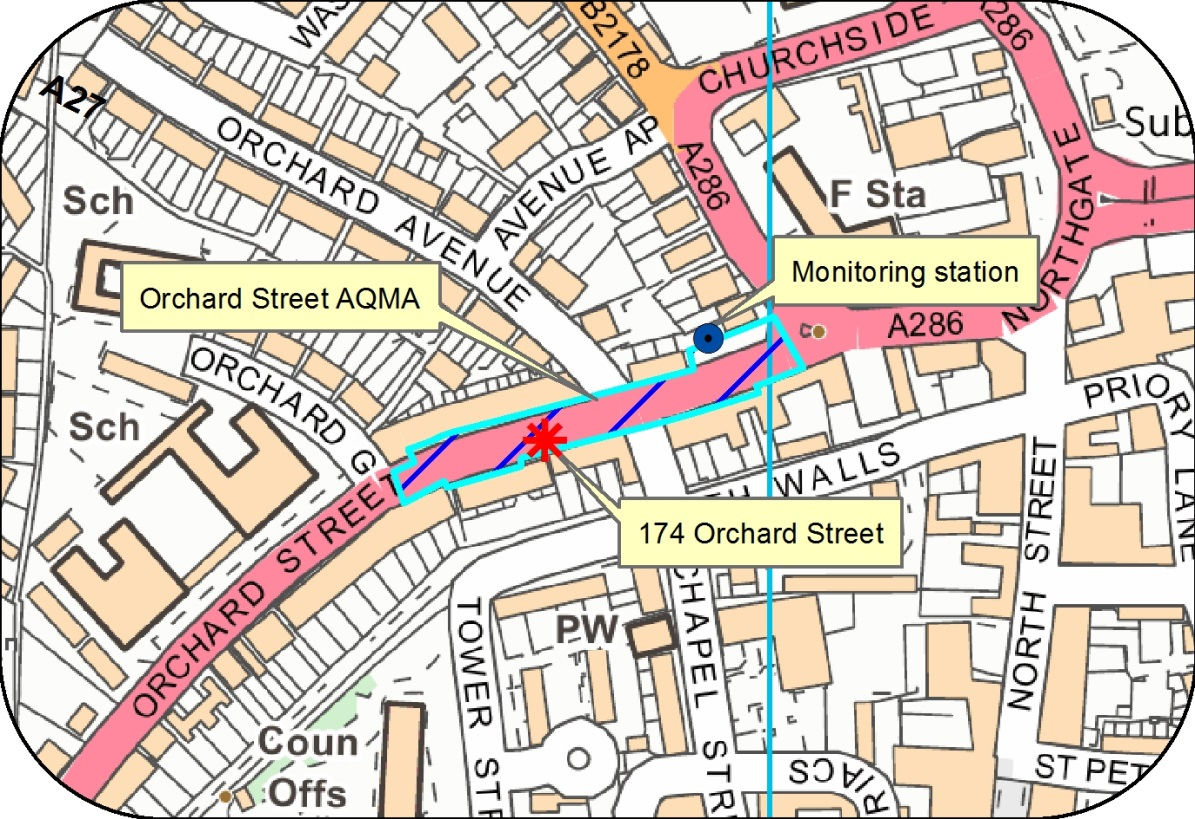 B2178
CHURCHSIDE
A286
A27
Sub
ORCHARD AVENUE
AVENUE AP
A286
Sch
F Sta
NORTHGATE
Monitoring station
Orchard Street AQMA
A286
ORCHARD G
PRIORY
LANE
Sch
WALLS
174 Orchard Street
ORCHARD STREET
NORTH STREET
TOWER STR
PW
CHAPEL STR
Coun
Offs
ST PET
CYRIACS